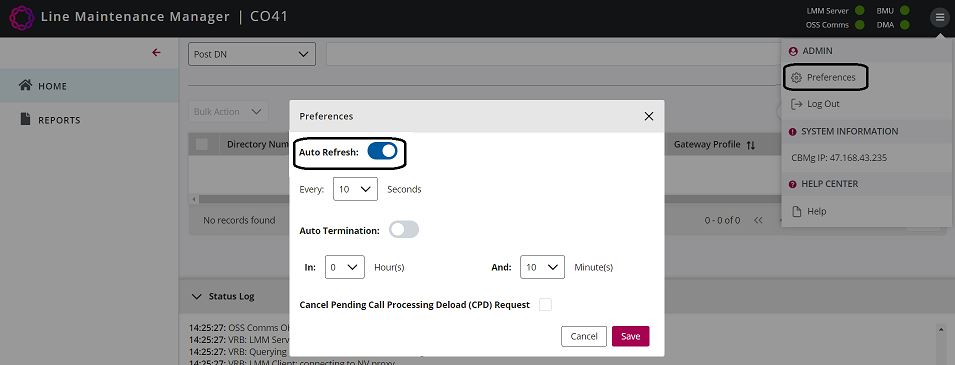 Line Maintenance Manager | CO41
LMM Server BMU
OSS Comms DMA
Post DN
ADMIN
Preferences
Log Out
SYSTEM INFORMATION
CBMg IP: 47.168.43.235
HELP CENTER
Help
HOME
REPORTS
Bulk Action
Directory Num
Gateway Profile
No records found
0 - 0 of 0
Preferences
Auto Refresh:
Every: 10 Seconds
Auto Termination:
In: 0 Hour(s) And: 10 Minute(s)
Cancel Pending Call Processing Deload (CPD) Request
Cancel Save
Status Log
14:25:27: OSS Comms
14:25:27: VRB: LMM Serv
14:25:27: VRB: Querying
14:25:27: VRB: LMM Client: connecting to NV proxy